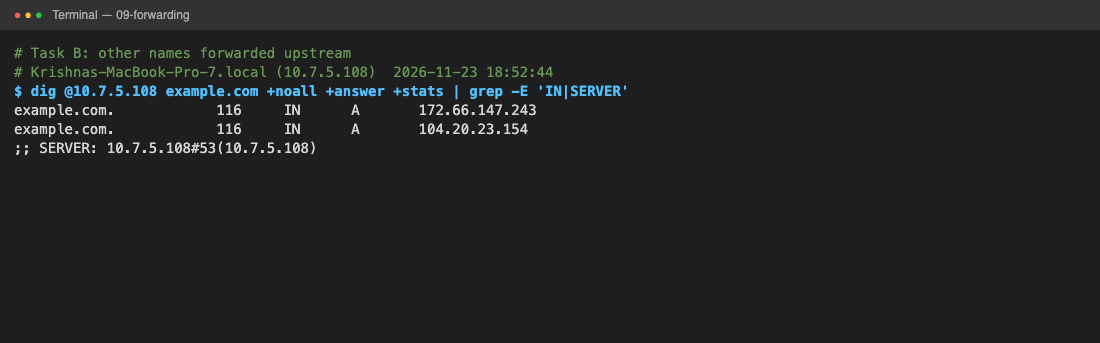 Terminal — 09-forwarding
# Task B: other names forwarded upstream
# Krishnas-MacBook-Pro-7.local (10.7.5.108)  2026-11-23 18:52:44
$ dig @10.7.5.108 example.com +noall +answer +stats | grep -E 'IN|SERVER'
example.com.            116     IN      A       172.66.147.243
example.com.            116     IN      A       104.20.23.154
;; SERVER: 10.7.5.108#53(10.7.5.108)